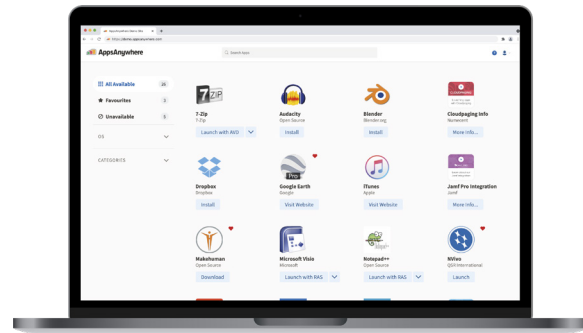 AppsAnywhere
Search Apps
All Available
Favourites
Unavailable
OS
CATEGORIES
7 ZIP
7-Zip
7-Zip
Launch with AVD
Audacity
Open Source
Install
Blender
Blender.org
Install
Cloudpaging Info
Numecent
More Info...
Dropbox
Dropbox
Install
Pro
Google Earth
Google
Visit Website
iTunes
Apple
Visit Website
Jamf Pro Integration
Jamf
More Info...
Makehuman
Open Source
Download
Microsoft Visio
Microsoft
Launch with RAS
Notepad++
Open Source
Launch with RAS
NVivo
QSR International
Launch